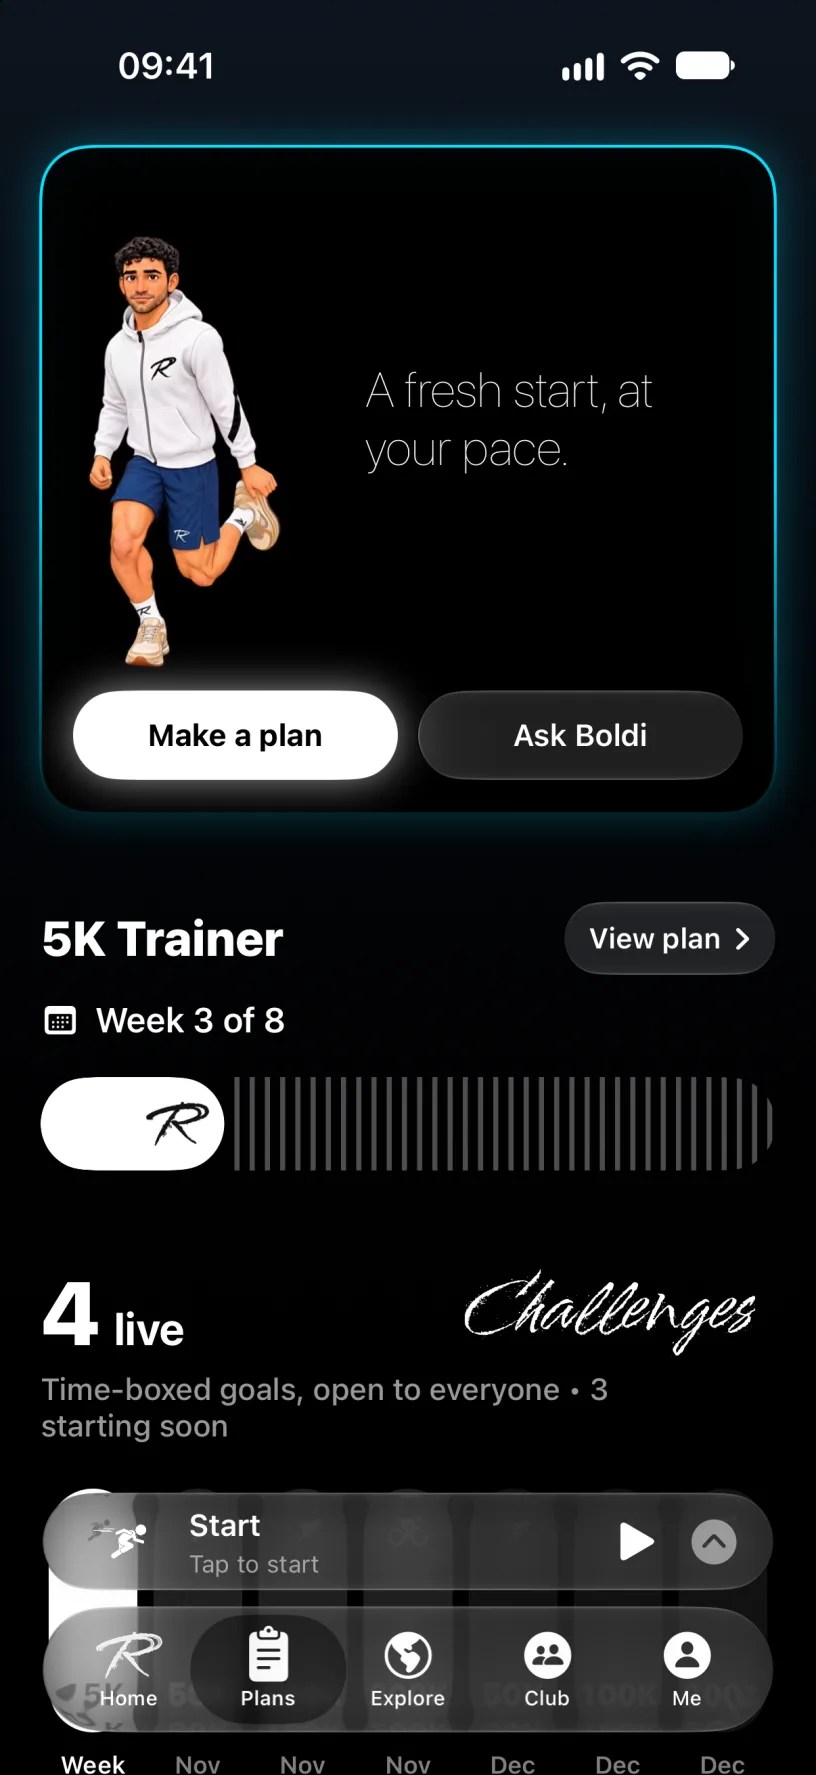 09:41
A fresh start, at
your pace.
Make a plan
Ask Boldi
5K Trainer
View plan
Week 3 of 8
R
4 live
Challenges
Time-boxed goals, open to everyone • 3
starting soon
Start
Tap to start
Home
Plans
Explore
Club
Me
Week
Nov
Nov
Nov
Dec
Dec
Dec